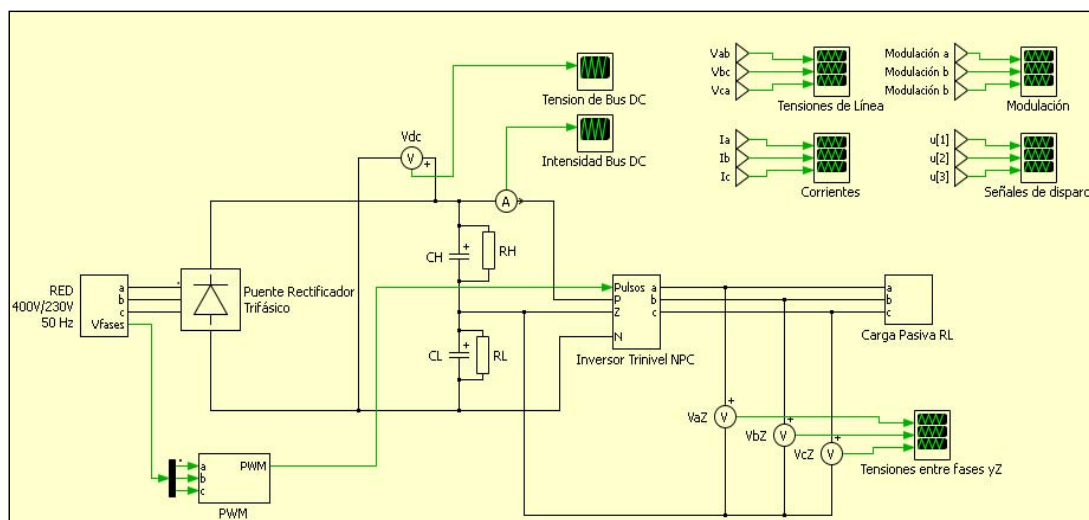 Tension de Bus DC
Intensidad Bus DC
Vdc
V
+
A
Vab
Vbc
Vca
Tensiones de Línea
Modulación a
Modulación b
Modulación b
Modulación
Ia
Ib
Ic
Corrientes
u[1]
u[2]
u[3]
Señales de disparo
RED
400V/230V
50 Hz
a
b
c
Vfases
Puente Rectificador
Trifásico
CH
+
RH
CL
+
RL
Pulsos
P
Z
N
a
b
c
Inversor Trinivel NPC
a
b
c
Carga Pasiva RL
VaZ
V
+
VbZ
V
+
VcZ
V
+
Tensiones entre fases yZ
a
b
c
PWM
PWM